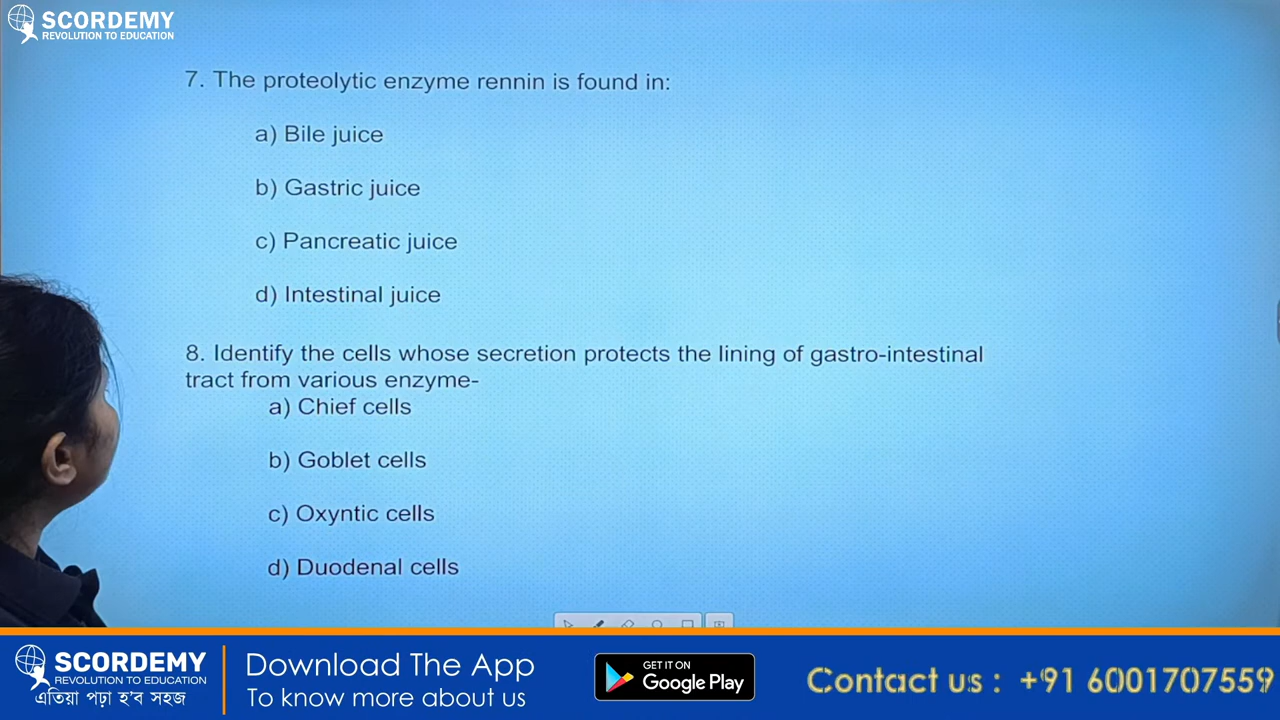 SCORDEMY
REVOLUTION TO EDUCATION
7. The proteolytic enzyme rennin is found in:
a) Bile juice
b) Gastric juice
c) Pancreatic juice
d) Intestinal juice
8. Identify the cells whose secretion protects the lining of gastro-intestinal
tract from various enzyme-
a) Chief cells
b) Goblet cells
c) Oxyntic cells
d) Duodenal cells
SCORDEMY
REVOLUTION TO EDUCATION
এতিয়া পঢ়া হ'ব সহজ
Download The App
To know more about us
GET IT ON
Google Play
Contact us : +91 6001707559